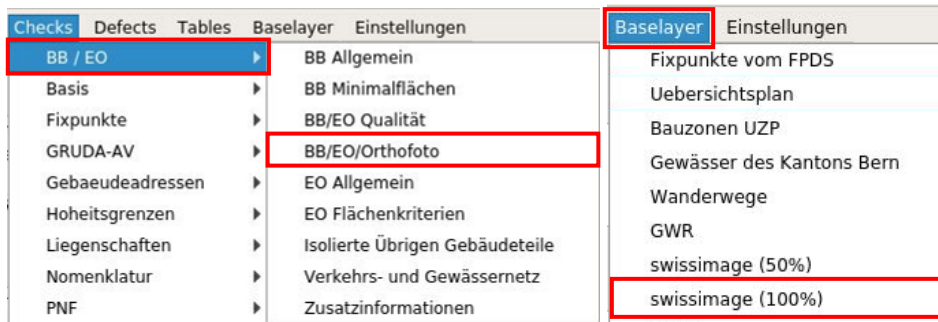 Checks Defects Tables Baselayer Einstellungen
BB / EO
Basis
Fixpunkte
GRUDA-AV
Gebaeudeadressen
Hoheitsgrenzen
Liegenschaften
Nomenklatur
PNF
BB Allgemein
BB Minimalflächen
BB/EO Qualität
BB/EO/Orthofoto
EO Allgemein
EO Flächenkriterien
Isolierte Übrigen Gebäudeteile
Verkehrs- und Gewässernetz
Zusatzinformationen
Baselayer Einstellungen
Fixpunkte vom FPDS
Uebersichtsplan
Bauzonen UZP
Gewässer des Kantons Bern
Wanderwege
GWR
swissimage (50%)
swissimage (100%)